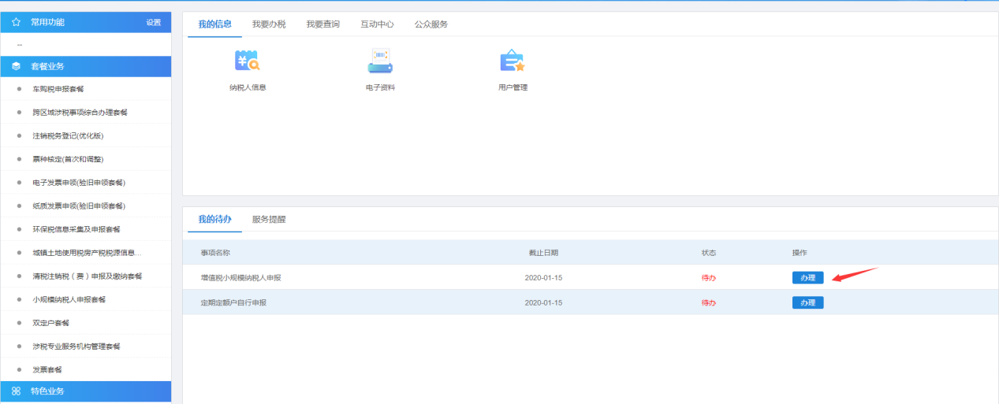 常用功能 设置
--
套餐业务
车购税申报套餐
跨区域涉税事项综合办理套餐
注销税务登记(优化版)
票种核定(首次和调整)
电子发票申领(验旧申领套餐)
纸质发票申领(验旧申领套餐)
环保税信息采集及申报套餐
城镇土地使用税房产税税源信息...
清税注销税（费）申报及缴纳套餐
小规模纳税人申报套餐
双定户套餐
涉税专业服务机构管理套餐
发票套餐
特色业务
我的信息 我要办税 我要查询 互动中心 公众服务
纳税人信息 电子资料 用户管理
我的待办 服务提醒
事项名称 截止日期 状态 操作
增值税小规模纳税人申报 2020-01-15 待办 办理
定期定额户自行申报 2020-01-15 待办 办理